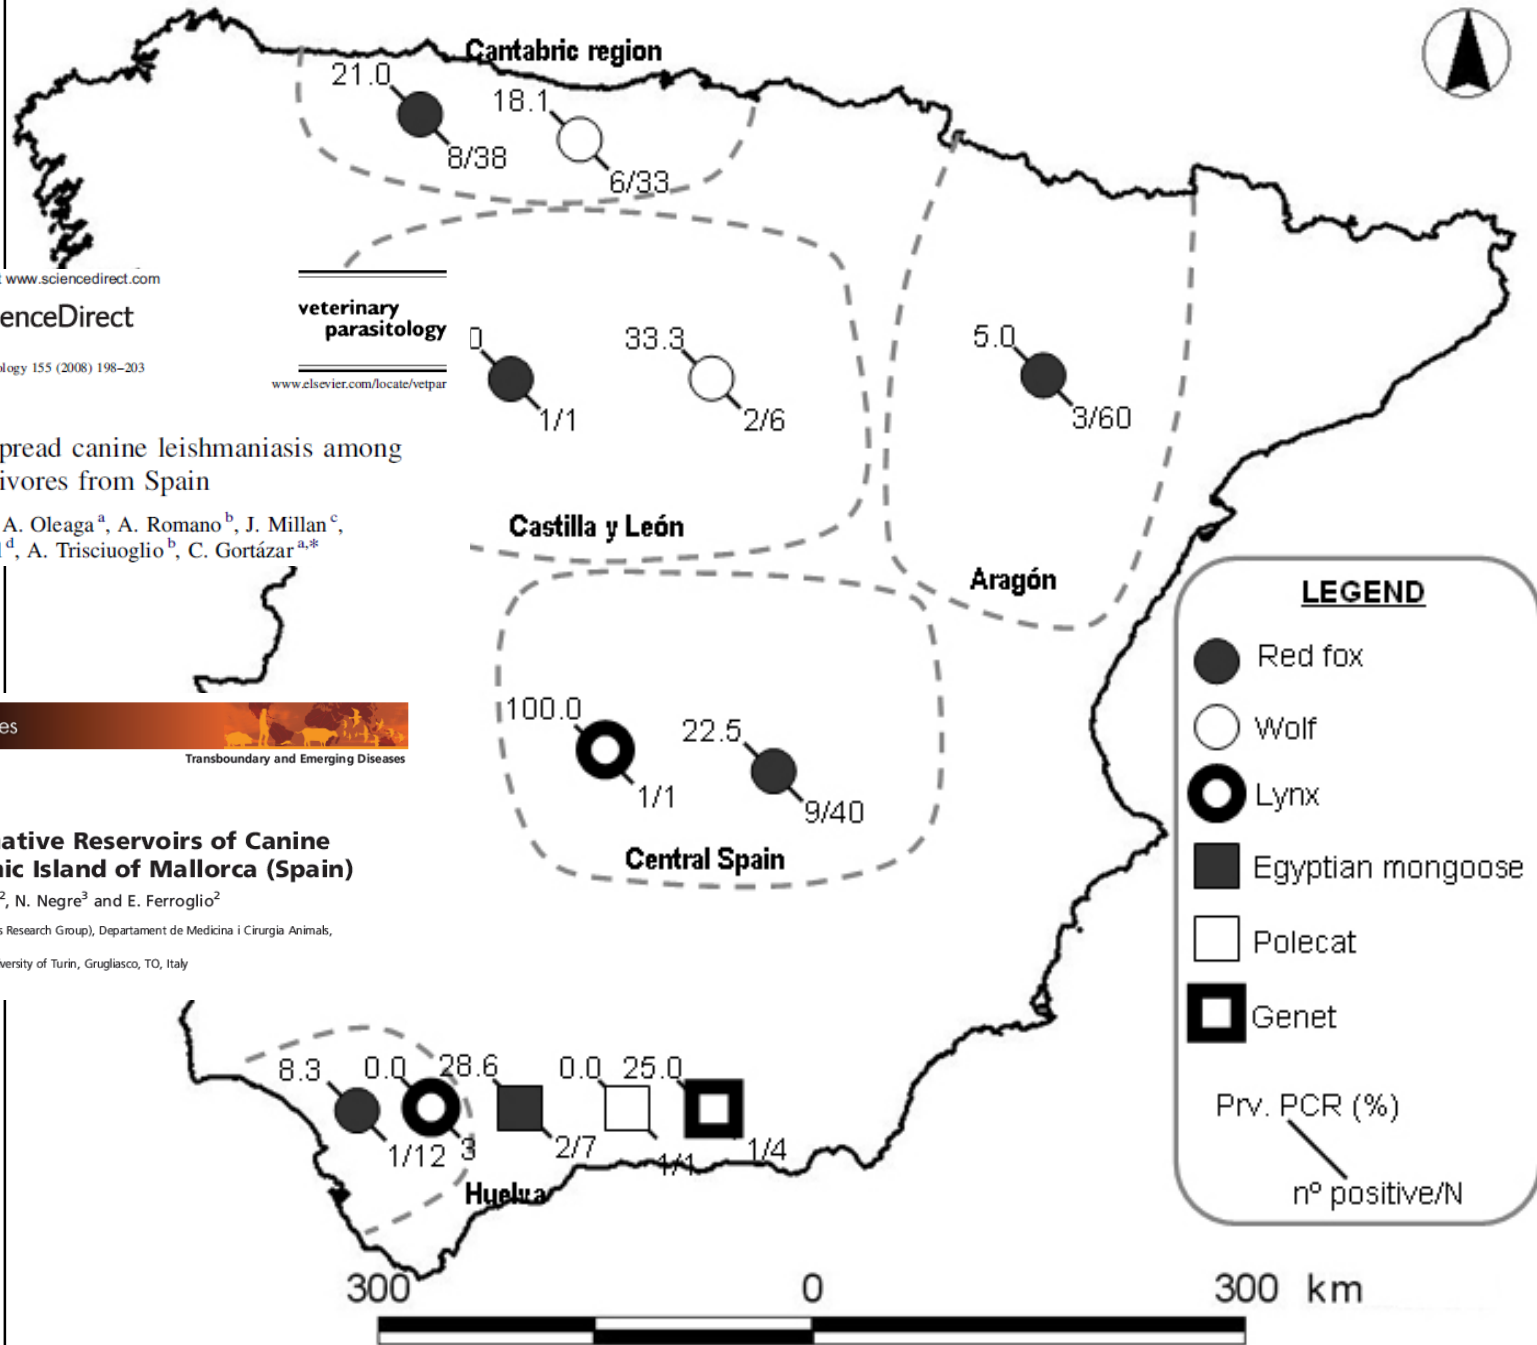 Cantabric region
21.0
8/38
18.1
6/33
www.sciencedirect.com
enceDirect
veterinary
parasitology
ology 155 (2008) 198–203
www.elsevier.com/locate/vetpar
pread canine leishmaniasis among
ivores from Spain
A. Oleaga a, A. Romano b, J. Millan c,
d, A. Trisciuoglio b, C. Gortázar a,*
0
1/1
33.3
2/6
Castilla y León
5.0
3/60
Aragón
100.0
1/1
22.5
9/40
Central Spain
es
Transboundary and Emerging Diseases
native Reservoirs of Canine
nic Island of Mallorca (Spain)
2, N. Negre3 and E. Ferroglio2
s Research Group), Departament de Medicina i Cirurgia Animals,
versity of Turin, Grugliasco, TO, Italy
8.3
1/12
0.0
3
28.6
2/7
0.0
1/1
25.0
1/4
Huelva
LEGEND
Red fox
Wolf
Lynx
Egyptian mongoose
Polecat
Genet
Prv. PCR (%)
nº positive/N
300 0 300 km